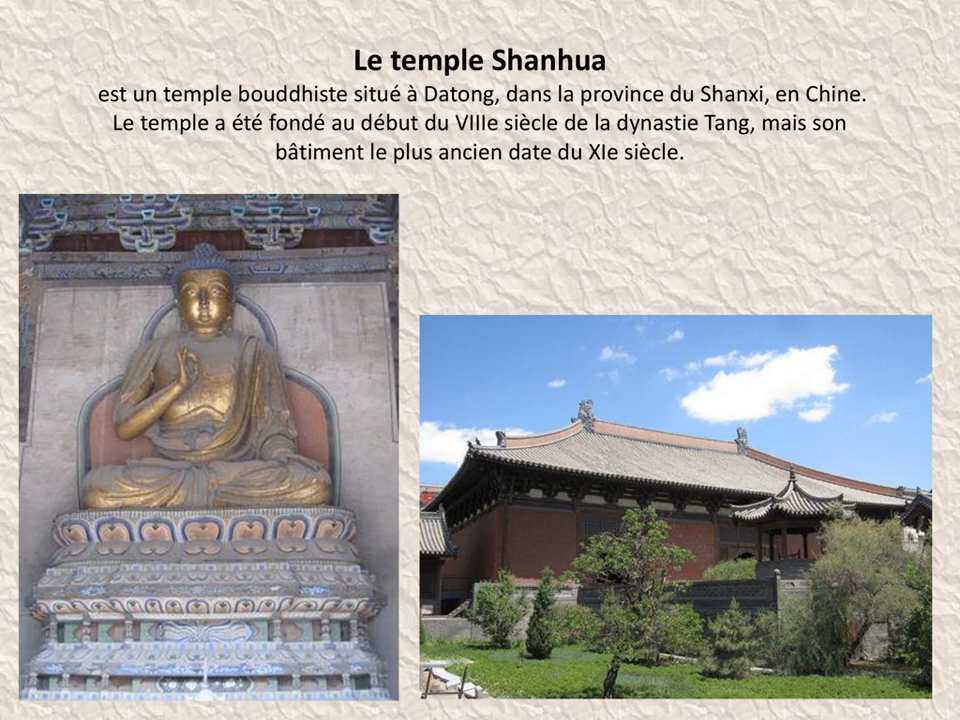 Le temple Shanhua
est un temple bouddhiste situé à Datong, dans la province du Shanxi, en Chine.
Le temple a été fondé au début du VIIIe siècle de la dynastie Tang, mais son
bâtiment le plus ancien date du XIe siècle.